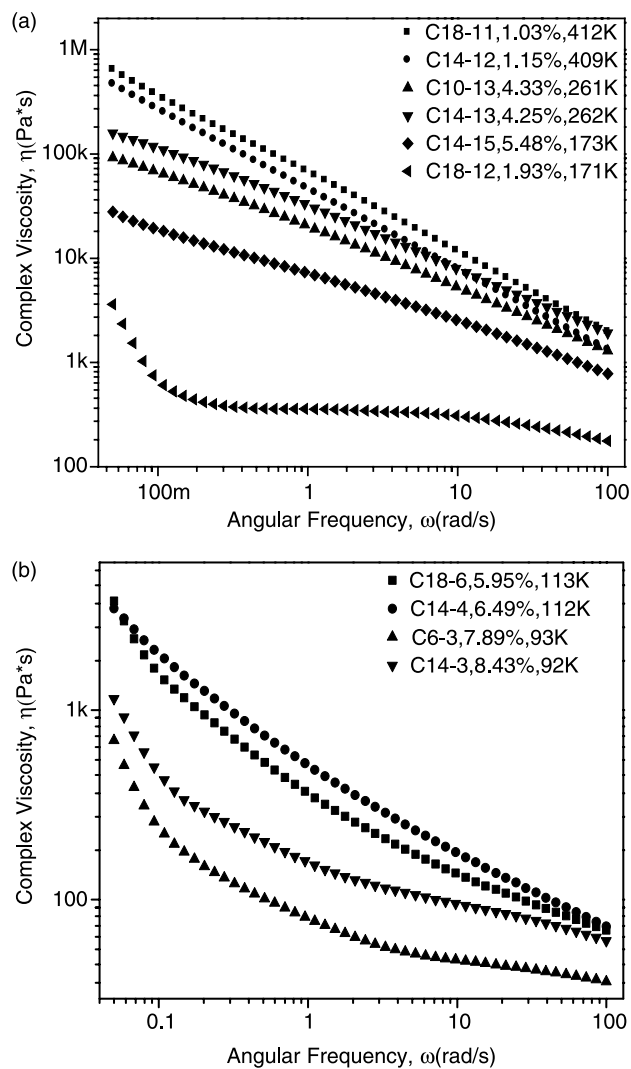 (a)
1M
100k
10k
1k
100
Complex Viscosity, η(Pa*s)
C18-11,1.03%,412K
C14-12,1.15%,409K
C10-13,4.33%,261K
C14-13,4.25%,262K
C14-15,5.48%,173K
C18-12,1.93%,171K
100m 1 10 100
Angular Frequency, ω(rad/s)
(b)
1k
100
Complex Viscosity, η(Pa*s)
C18-6,5.95%,113K
C14-4,6.49%,112K
C6-3,7.89%,93K
C14-3,8.43%,92K
0.1 1 10 100
Angular Frequency, ω(rad/s)